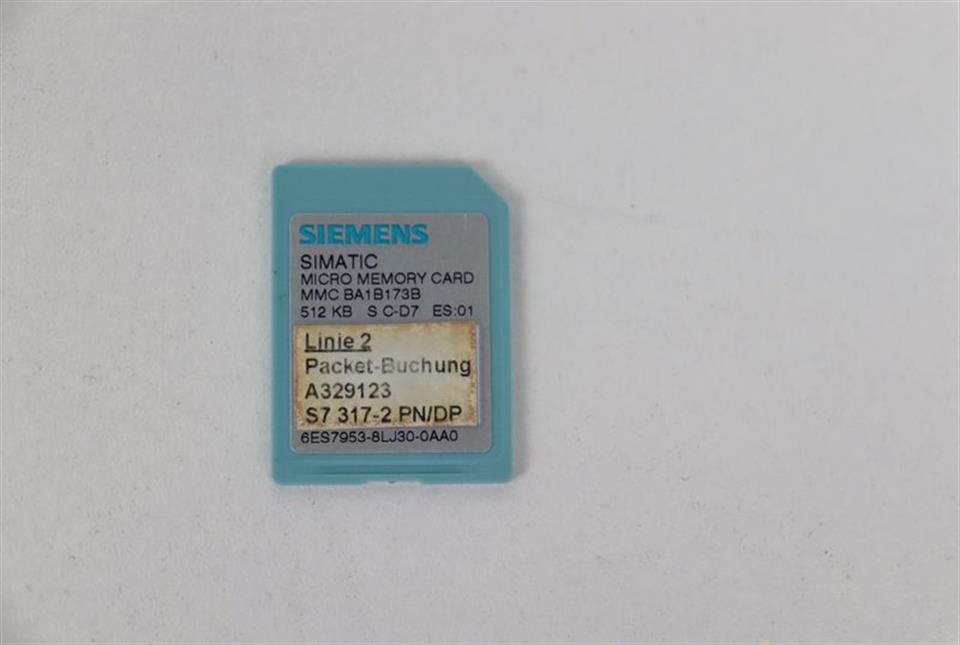 SIEMENS
SIMATIC
MICRO MEMORY CARD
MMC BA1B173B
512 KB S C-D7 ES:01
Linie 2
Packet-Buchung
A329123
S7 317-2 PN/DP
6ES7953-8LJ30-0AA0